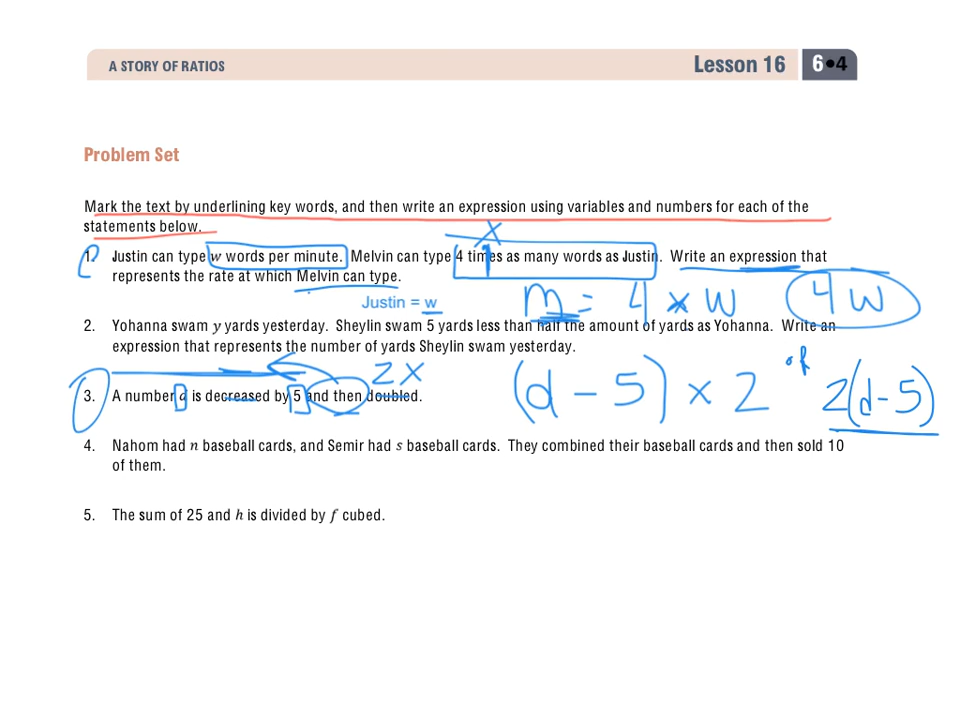 A STORY OF RATIOS
Lesson 16
6•4
Problem Set
Mark the text by underlining key words, and then write an expression using variables and numbers for each of the
statements below.
1. Justin can type w words per minute. Melvin can type 4 times as many words as Justin. Write an expression that
represents the rate at which Melvin can type.
x
Justin = w
m = 4 x w
4w
2. Yohanna swam y yards yesterday. Sheylin swam 5 yards less than half the amount of yards as Yohanna. Write an
expression that represents the number of yards Sheylin swam yesterday.
2x
3. A number d is decreased by 5 and then doubled.
(d - 5) x 2
or
2(d-5)
4. Nahom had n baseball cards, and Semir had s baseball cards. They combined their baseball cards and then sold 10
of them.
5. The sum of 25 and h is divided by f cubed.